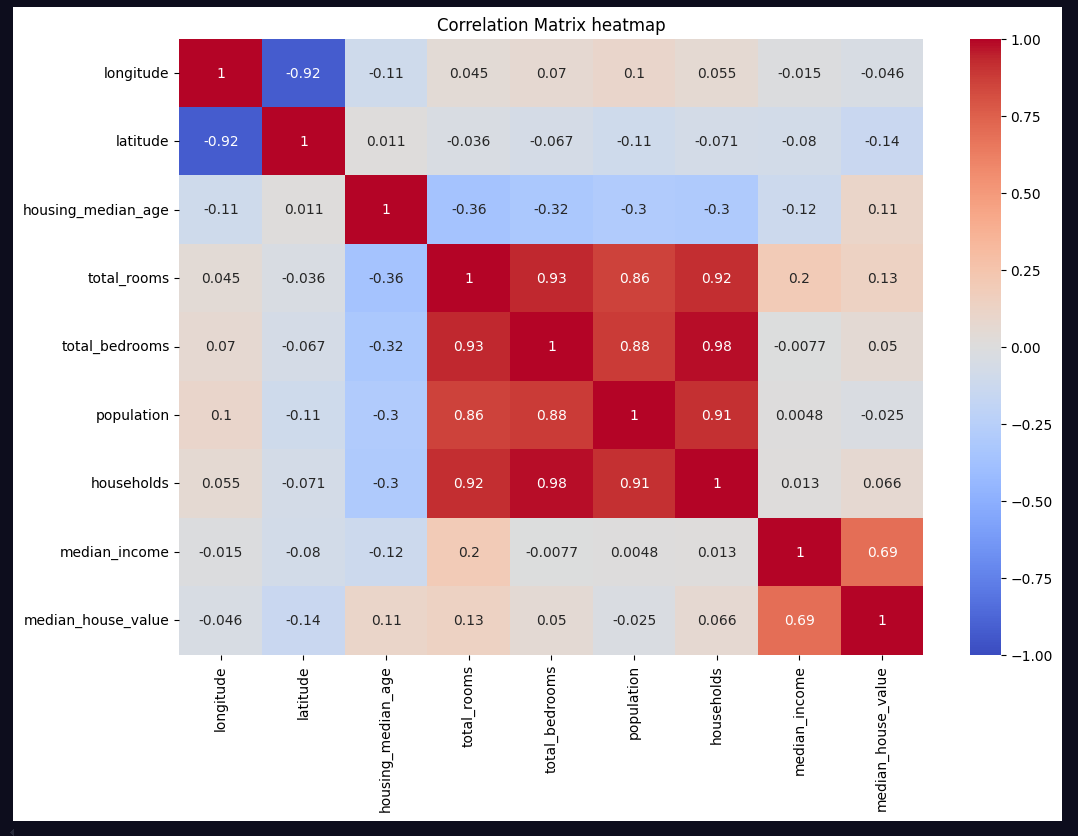 Correlation Matrix heatmap
longitude 1 -0.92 -0.11 0.045 0.07 0.1 0.055 -0.015 -0.046
latitude -0.92 1 0.011 -0.036 -0.067 -0.11 -0.071 -0.08 -0.14
housing_median_age -0.11 0.011 1 -0.36 -0.32 -0.3 -0.3 -0.12 0.11
total_rooms 0.045 -0.036 -0.36 1 0.93 0.86 0.92 0.2 0.13
total_bedrooms 0.07 -0.067 -0.32 0.93 1 0.88 0.98 -0.0077 0.05
population 0.1 -0.11 -0.3 0.86 0.88 1 0.91 0.0048 -0.025
households 0.055 -0.071 -0.3 0.92 0.98 0.91 1 0.013 0.066
median_income -0.015 -0.08 -0.12 0.2 -0.0077 0.0048 0.013 1 0.69
median_house_value -0.046 -0.14 0.11 0.13 0.05 -0.025 0.066 0.69 1
longitude
latitude
housing_median_age
total_rooms
total_bedrooms
population
households
median_income
median_house_value
1.00
0.75
0.50
0.25
0.00
−0.25
−0.50
−0.75
−1.00